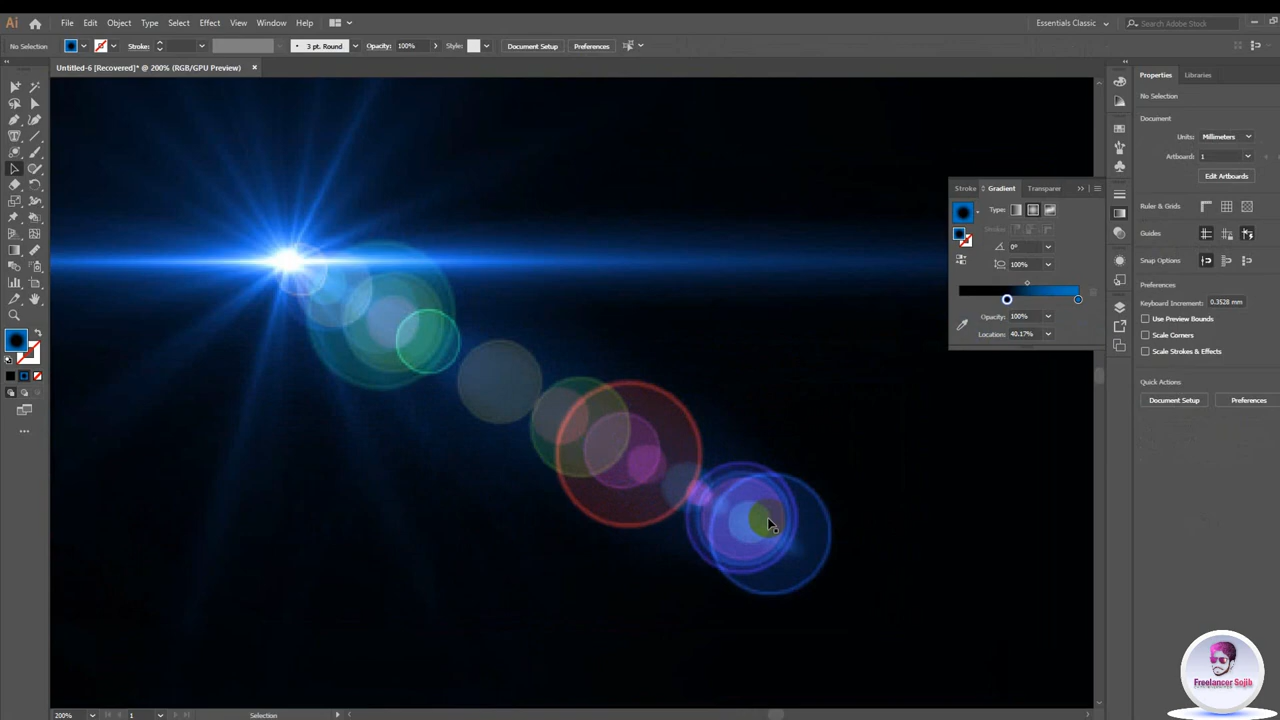 Ai File Edit Object Type Select Effect View Window Help Essentials Classic Search Adobe Stock
No Selection Stroke: 3 pt. Round Opacity: 100% Style: Document Setup Preferences
Untitled-6 [Recovered]* @ 200% (RGB/GPU Preview)
Properties Libraries
No Selection
Document
Units: Millimeters
Artboard: 1
Edit Artboards
Ruler & Grids
Guides
Snap Options
Preferences
Keyboard Increment: 0.3528 mm
Use Preview Bounds
Scale Corners
Scale Strokes & Effects
Quick Actions
Document Setup Preferences
Stroke Gradient Transparer
Type:
Stroke:
0°
100%
Opacity: 100%
Location: 40.17%
Freelancer Sojib
200% 1 Selection